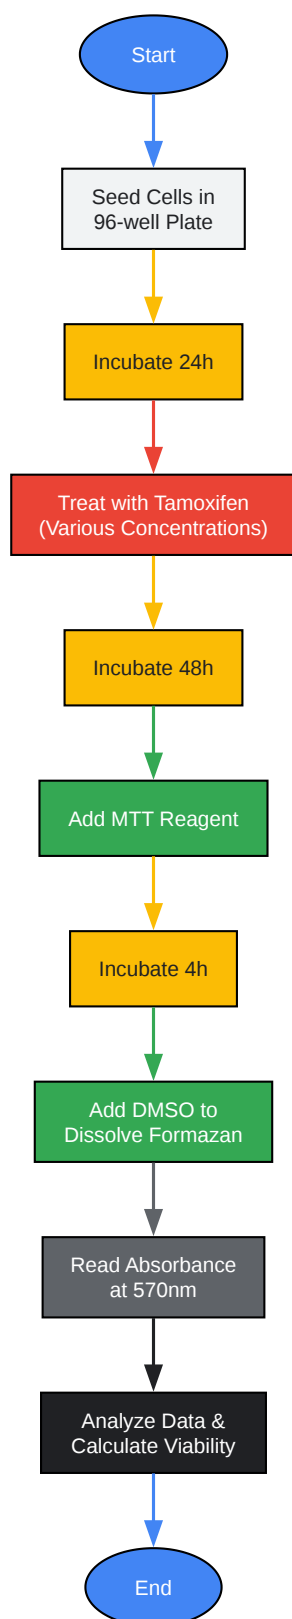 Start
Seed Cells in
96-well Plate
Incubate 24h
Treat with Tamoxifen
(Various Concentrations)
Incubate 48h
Add MTT Reagent
Incubate 4h
Add DMSO to
Dissolve Formazan
Read Absorbance
at 570nm
Analyze Data &
Calculate Viability
End